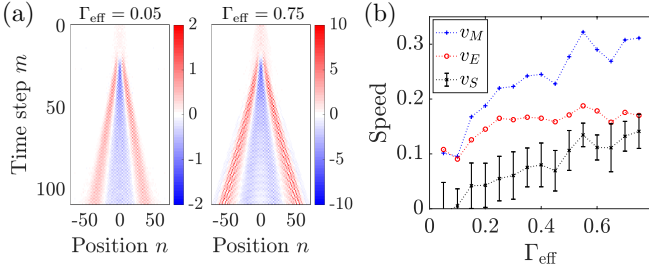 (a)
Γeff = 0.05
Γeff = 0.75
(b)
Time step m
0
50
100
-50 0 50
Position n
2
1
0
-1
-2
-50 0 50
Position n
10
5
0
-5
-10
Speed
0.3
0.2
0.1
0
vM
vE
vS
0 0.2 0.4 0.6
Γeff